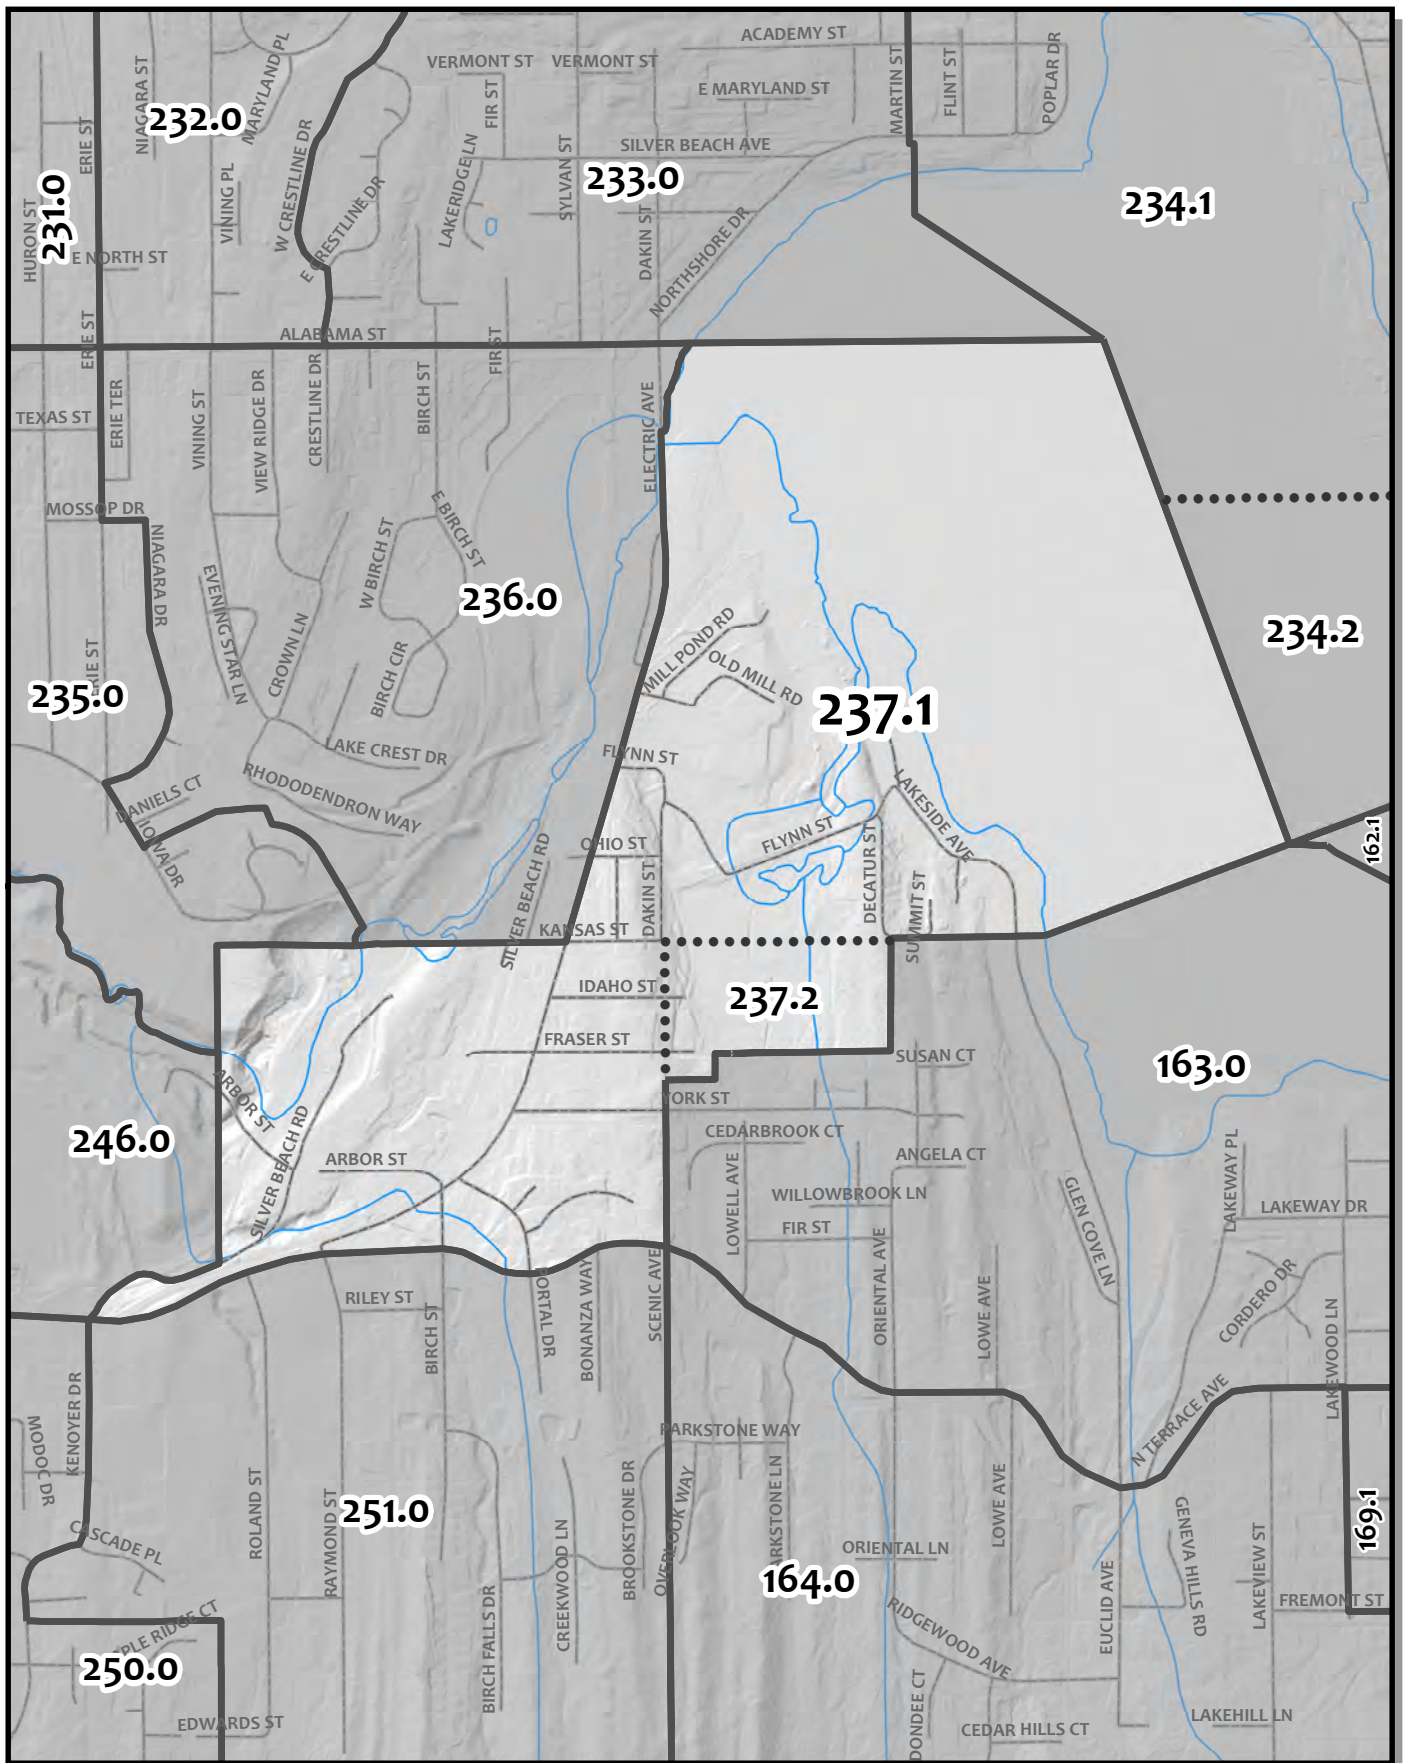 ACADEMY ST
VERMONT ST
VERMONT ST
MARYLAND PL
NIAGARA ST
MARTIN ST
FLINT ST
POPLAR DR
E MARYLAND ST
FIR ST
232.0
ERIE ST
W CRESTLINE DR
LAKERIDGE LN
SILVER BEACH AVE
SYLVAN ST
233.0
234.1
231.0
HURON ST
VINING PL
E CRESTLINE DR
DAKIN ST
NORTHSHORE DR
E NORTH ST
ERIE ST
ALABAMA ST
FIR ST
TEXAS ST
ERIE TER
VINING ST
VIEW RIDGE DR
CRESTLINE DR
BIRCH ST
ELECTRIC AVE
MOSSOP DR
NIAGARA DR
W BIRCH ST
E BIRCH ST
236.0
EVENING STAR LN
CROWN LN
BIRCH CIR
MILL POND RD
OLD MILL RD
234.2
235.0
237.1
LAKE CREST DR
FLYNN ST
RHODODENDRON WAY
DANIELS CT
IOWA DR
LAKESIDE AVE
FLYNN ST
OHIO ST
162.1
SILVER BEACH RD
DAKIN ST
DECATUR ST
SUMMIT ST
KANSAS ST
IDAHO ST
237.2
FRASER ST
SUSAN CT
163.0
ARBOR ST
YORK ST
246.0
SILVER BEACH RD
ARBOR ST
CEDARBROOK CT
ANGELA CT
LOWELL AVE
WILLOWBROOK LN
FIR ST
GLEN COVE LN
LAKEWAY PL
LAKEWAY DR
ORIENTAL AVE
RILEY ST
BIRCH ST
PORTAL DR
BONANZA WAY
SCENIC AVE
LOWE AVE
CORDERO DR
LAKEWOOD LN
KENOYER DR
MODOC DR
PARKSTONE WAY
N TERRACE AVE
ROLAND ST
RAYMOND ST
251.0
CREEKWOOD LN
BROOKSTONE DR
OVERLOOK WAY
PARKSTONE LN
LOWE AVE
GENEVA HILLS RD
LAKEVIEW ST
169.1
CASCADE PL
ORIENTAL LN
164.0
EUCLID AVE
FREMONT ST
RIDGEWOOD AVE
BIRCH FALLS DR
250.0
EDWARDS ST
CEDAR HILLS CT
LAKEHILL LN